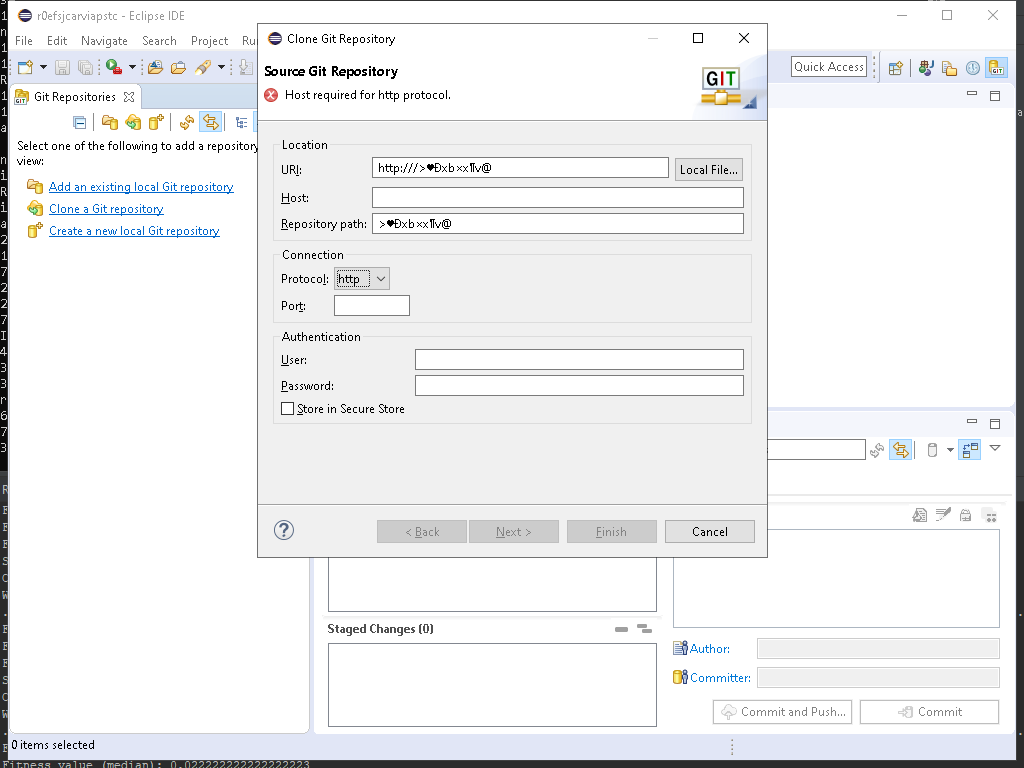 r0efsjcarviapstc - Eclipse IDE
File Edit Navigate Search Project Ru
Quick Access
Git Repositories
Select one of the following to add a repository
view:
Add an existing local Git repository
Clone a Git repository
Create a new local Git repository
Clone Git Repository
Source Git Repository
Host required for http protocol.
GIT
Location
URI: http:///>♥Ðxb×x¶v@ Local File...
Host:
Repository path: >♥Ðxb×x¶v@
Connection
Protocol: http
Port:
Authentication
User:
Password:
Store in Secure Store
< Back Next > Finish Cancel
Staged Changes (0)
Author:
Committer:
Commit and Push... Commit
0 items selected
Fitness value (median): 0.022222222222222223